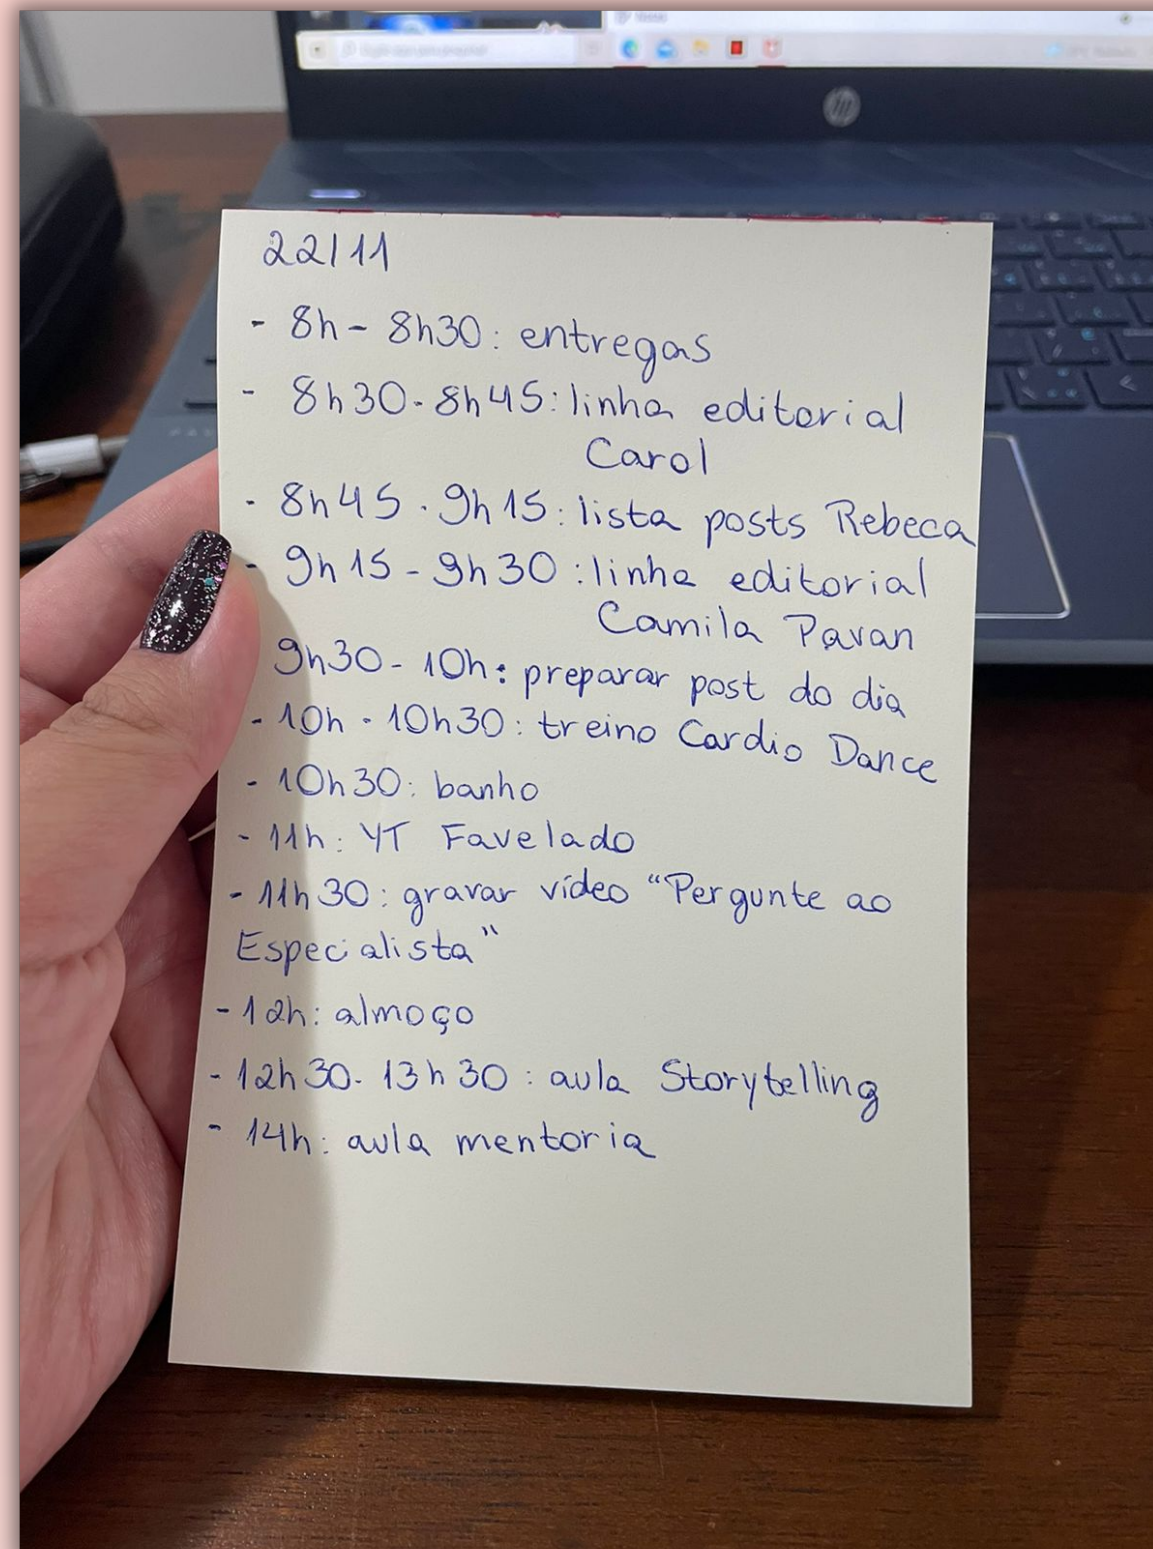 22/11
- 8h - 8h30: entregas
- 8h30 - 8h45: linha editorial
Carol
- 8h45 - 9h15: lista posts Rebeca
- 9h15 - 9h30: linha editorial
Camila Pavan
9h30 - 10h: preparar post do dia
- 10h - 10h30: treino Cardio Dance
- 10h30: banho
- 11h: YT Favelado
- 11h30: gravar vídeo “Pergunte ao
Especialista”
- 12h: almoço
- 12h30 - 13h30: aula Storytelling
- 14h: aula mentoria
hp